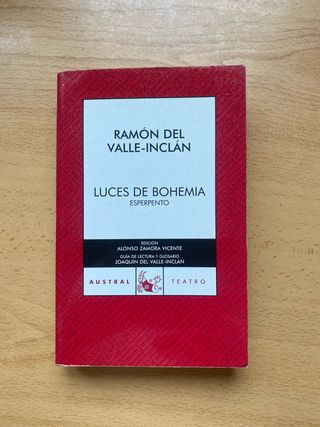 RAMÓN DEL
VALLE-INCLÁN
LUCES DE BOHEMIA
ESPERPENTO
EDICIÓN
ALONSO ZAMORA VICENTE
GUÍA DE LECTURA Y GLOSARIO
JOAQUÍN DEL VALLE-INCLÁN
AUSTRAL TEATRO